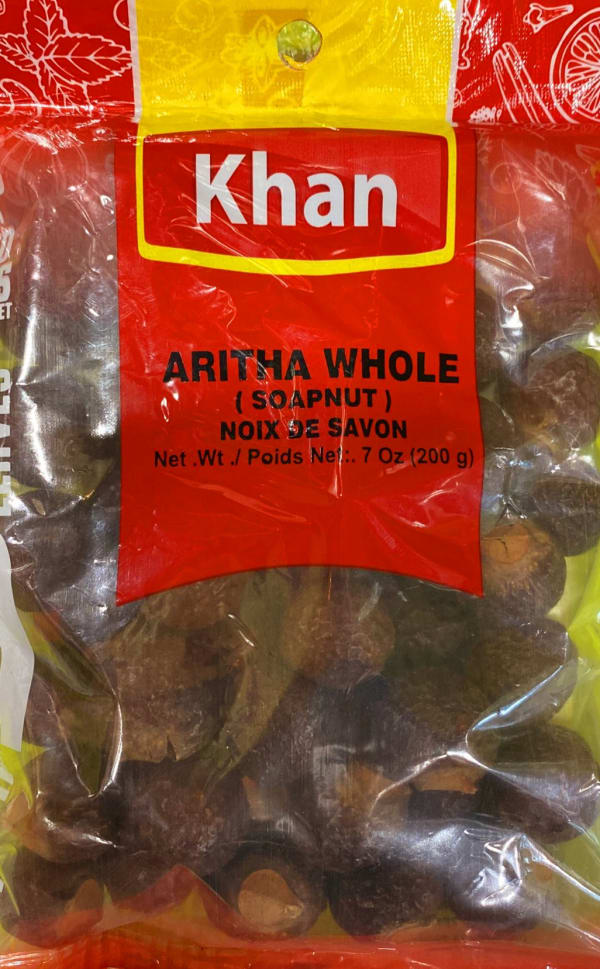 Khan
ARITHA WHOLE
( SOAPNUT )
NOIX DE SAVON
Net .Wt ./ Poids Net:. 7 Oz (200 g)